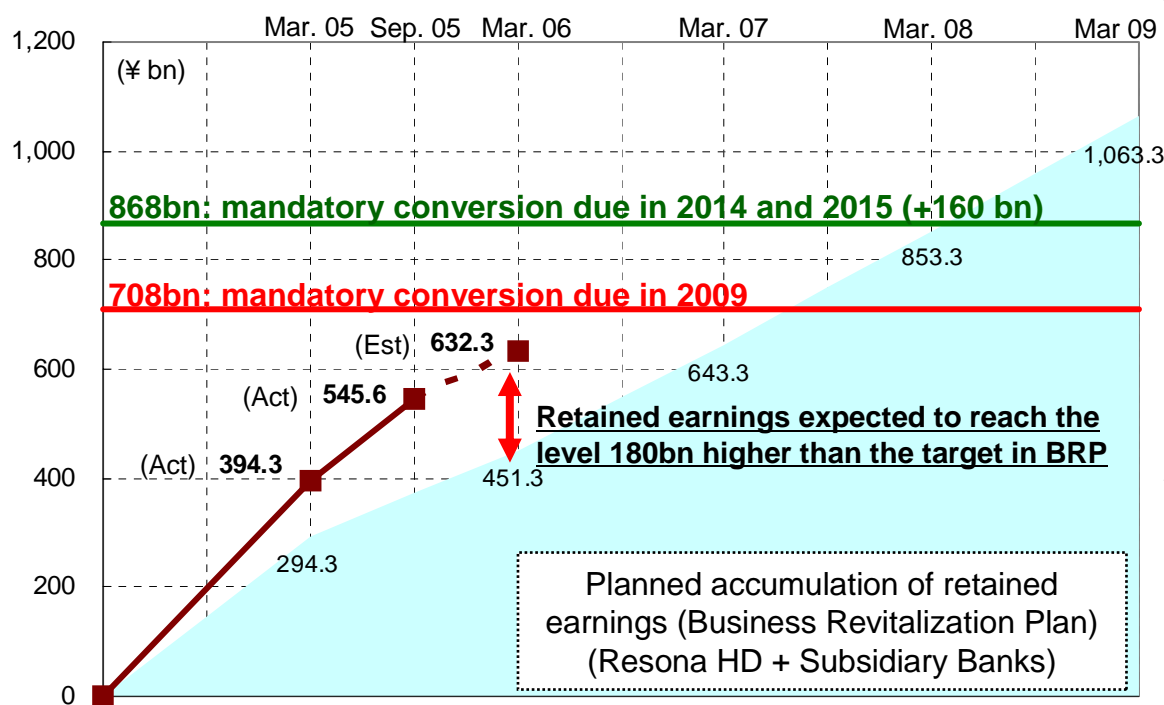 Mar. 05 Sep. 05 Mar. 06 Mar. 07 Mar. 08 Mar 09
1,200
(¥ bn)
1,000
1,063.3
868bn: mandatory conversion due in 2014 and 2015 (+160 bn)
800
853.3
708bn: mandatory conversion due in 2009
(Est) 632.3
600
643.3
(Act) 545.6
Retained earnings expected to reach the
level 180bn higher than the target in BRP
(Act) 394.3
400
451.3
294.3
200
Planned accumulation of retained
earnings (Business Revitalization Plan)
(Resona HD + Subsidiary Banks)
0